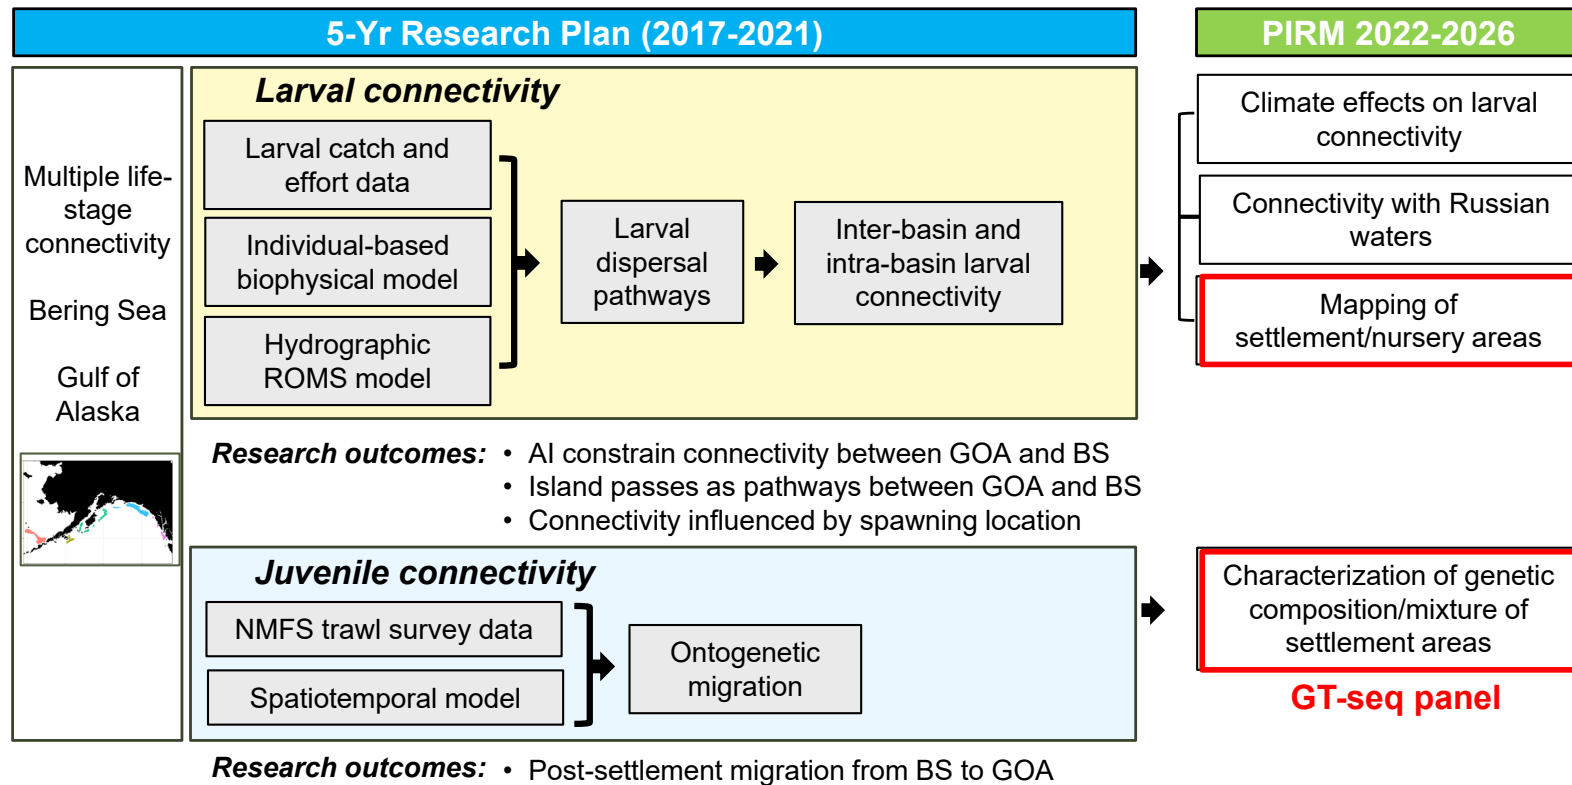 5-Yr Research Plan (2017-2021)
PIRM 2022-2026
Multiple life-
stage
connectivity
Bering Sea
Gulf of
Alaska
Larval connectivity
Larval catch and
effort data
Individual-based
biophysical model
Hydrographic
ROMS model
Larval
dispersal
pathways
Inter-basin and
intra-basin larval
connectivity
Climate effects on larval
connectivity
Connectivity with Russian
waters
Mapping of
settlement/nursery areas
Research outcomes: • AI constrain connectivity between GOA and BS
• Island passes as pathways between GOA and BS
• Connectivity influenced by spawning location
Juvenile connectivity
NMFS trawl survey data
Spatiotemporal model
Ontogenetic
migration
Characterization of genetic
composition/mixture of
settlement areas
GT-seq panel
Research outcomes: • Post-settlement migration from BS to GOA